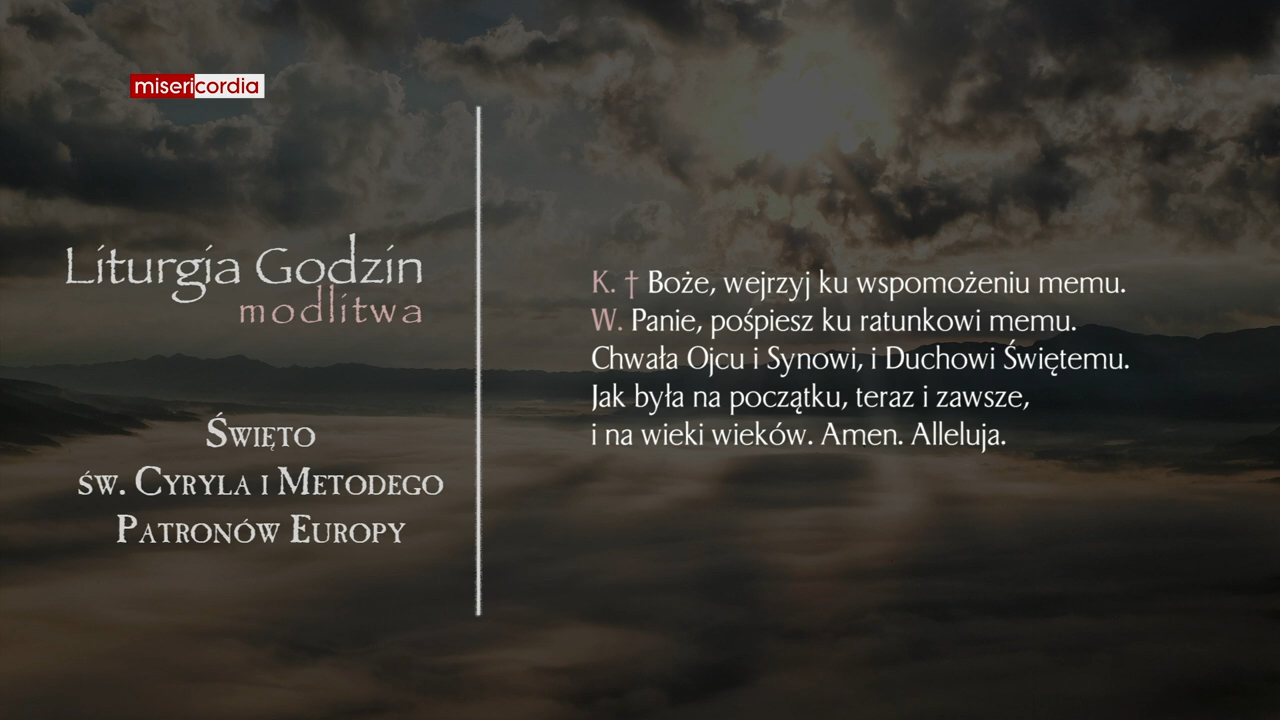 misericordia
Liturgia Godzin
modlitwa
Święto
św. Cyryla i Metodego
Patronów Europy
K. † Boże, wejrzyj ku wspomożeniu memu.
W. Panie, pośpiesz ku ratunkowi memu.
Chwała Ojcu i Synowi, i Duchowi Świętemu.
Jak była na początku, teraz i zawsze,
i na wieki wieków. Amen. Alleluja.